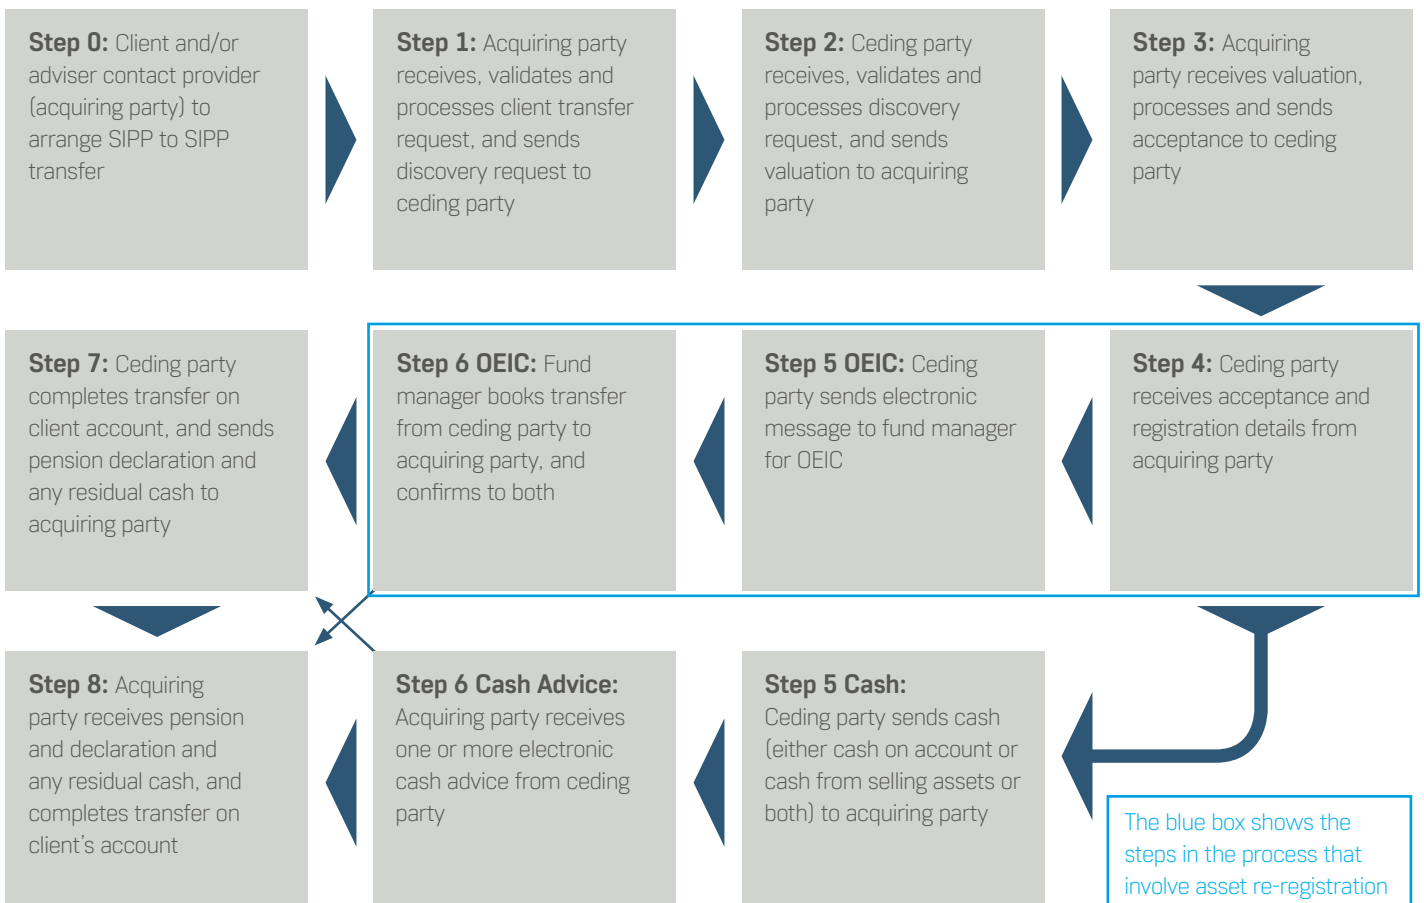 Step 0: Client and/or
adviser contact provider
(acquiring party) to
arrange SIPP to SIPP
transfer
Step 1: Acquiring party
receives, validates and
processes client transfer
request, and sends
discovery request to
ceding party
Step 2: Ceding party
receives, validates and
processes discovery
request, and sends
valuation to acquiring
party
Step 3: Acquiring
party receives valuation,
processes and sends
acceptance to ceding
party
Step 4: Ceding party
receives acceptance and
registration details from
acquiring party
Step 5 OEIC: Ceding
party sends electronic
message to fund manager
for OEIC
Step 6 OEIC: Fund
manager books transfer
from ceding party to
acquiring party, and
confirms to both
Step 7: Ceding party
completes transfer on
client account, and sends
pension declaration and
any residual cash to
acquiring party
Step 5 Cash:
Ceding party sends cash
(either cash on account or
cash from selling assets or
both) to acquiring party
Step 6 Cash Advice:
Acquiring party receives
one or more electronic
cash advice from ceding
party
Step 8: Acquiring
party receives pension
and declaration and
any residual cash, and
completes transfer on
client's account
The blue box shows the
steps in the process that
involve asset re-registration